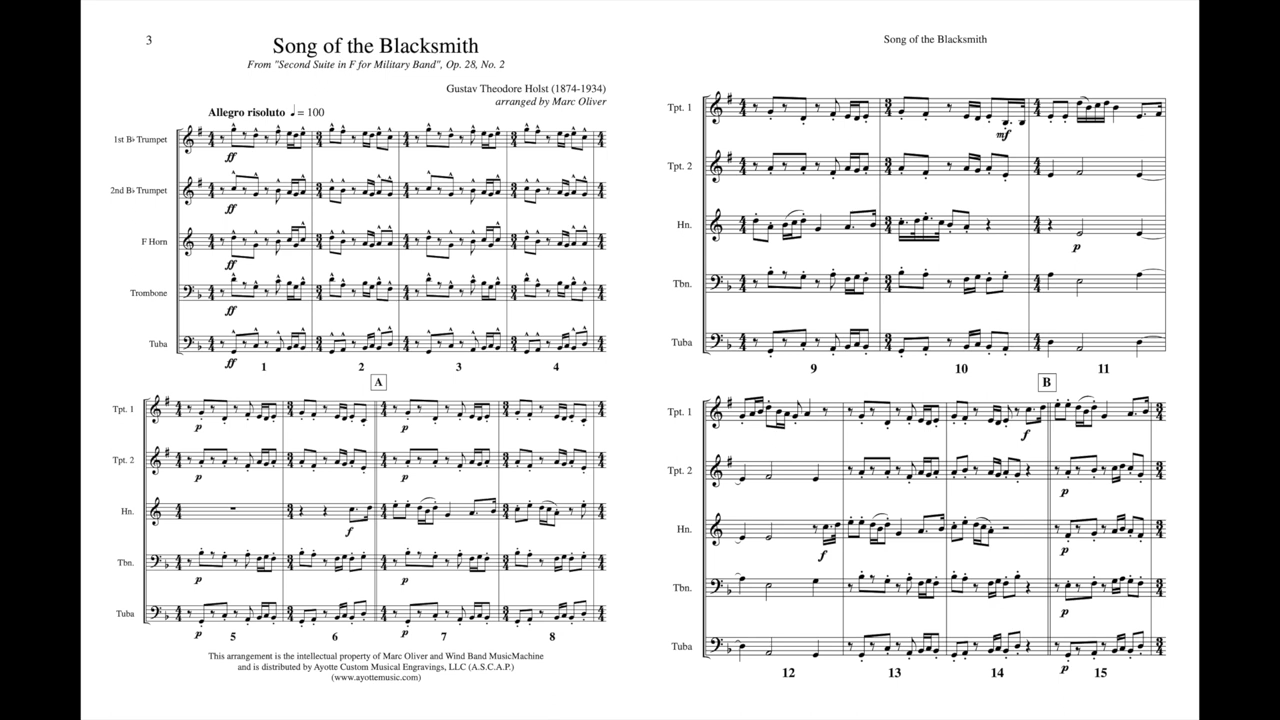 3
Song of the Blacksmith
From "Second Suite in F for Military Band", Op. 28, No. 2
Gustav Theodore Holst (1874-1934)
arranged by Marc Oliver
Allegro risoluto ♩ = 100
1st B♭ Trumpet
ff
2nd B♭ Trumpet
ff
F Horn
ff
Trombone
ff
Tuba
ff
1 2 3 4
A
Tpt. 1
p p
Tpt. 2
p p
Hn.
f
Tbn.
p p
Tuba
p p
5 6 7 8
This arrangement is the intellectual property of Marc Oliver and Wind Band MusicMachine
and is distributed by Ayotte Custom Musical Engravings, LLC (A.S.C.A.P.)
(www.ayottemusic.com)
Song of the Blacksmith
Tpt. 1
mf
Tpt. 2
Hn.
p
Tbn.
Tuba
9 10 11
B
Tpt. 1
f
Tpt. 2
p
Hn.
f p
Tbn.
p
Tuba
p
12 13 14 15